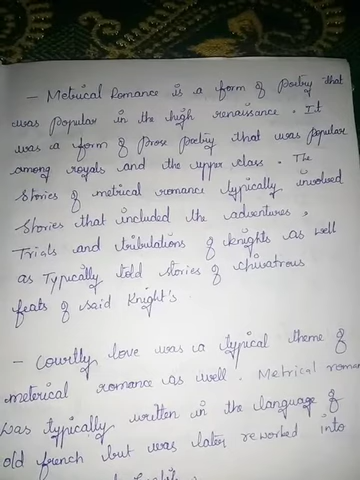 - Metrical Romance is a form of Poetry that
was popular in the high renaissance. It
was a form of prose poetry that was popular
among royals and the upper class. The
Stories of metrical romance typically involved
Stories that included the adventures,
Trials and tribulations of knights as well
as Typically told stories of chivatrous
feats of said Knight's.
- Courtly love was a typical theme of
meterical romance as well. Metrical roman
was typically written in the language of
old french but was later reworked into